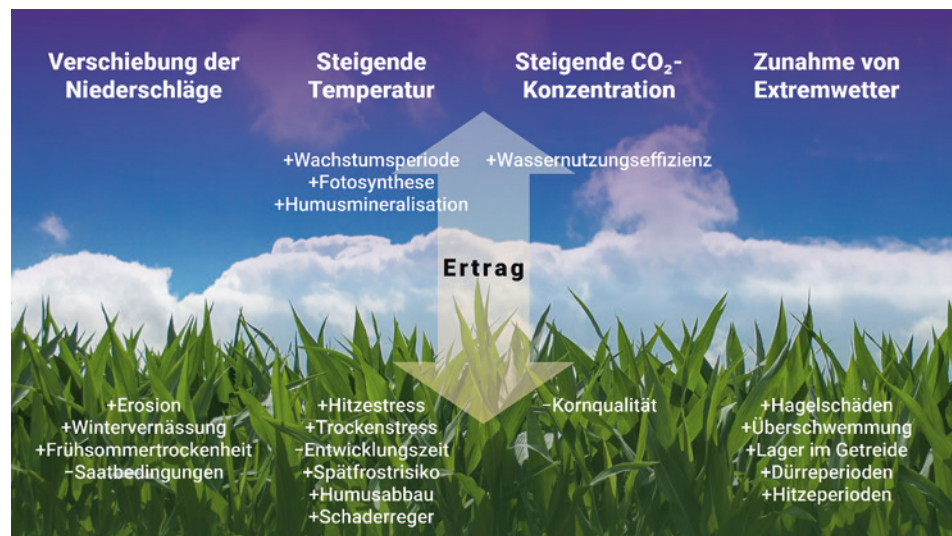 Verschiebung der
Niederschläge
Steigende
Temperatur
Steigende CO₂-
Konzentration
Zunahme von
Extremwetter
+Wachstumsperiode
+Fotosynthese
+Humusmineralisation
+Wassernutzungseffizienz
Ertrag
+Erosion
+Wintervernässung
+Frühsommertrockenheit
−Saatbedingungen
+Hitzestress
+Trockenstress
−Entwicklungszeit
+Spätfrostrisiko
+Humusabbau
+Schaderreger
−Kornqualität
+Hagelschäden
+Überschwemmung
+Lager im Getreide
+Dürreperioden
+Hitzeperioden